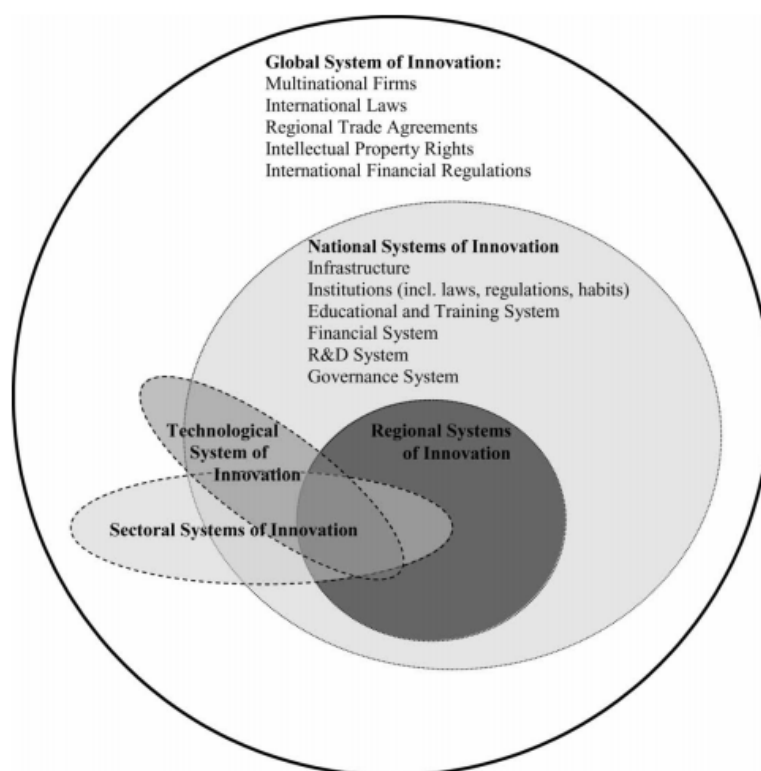 Global System of Innovation:
Multinational Firms
International Laws
Regional Trade Agreements
Intellectual Property Rights
International Financial Regulations
National Systems of Innovation
Infrastructure
Institutions (incl. laws, regulations, habits)
Educational and Training System
Financial System
R&D System
Governance System
Technological
System of
Innovation
Regional Systems
of Innovation
Sectoral Systems of Innovation